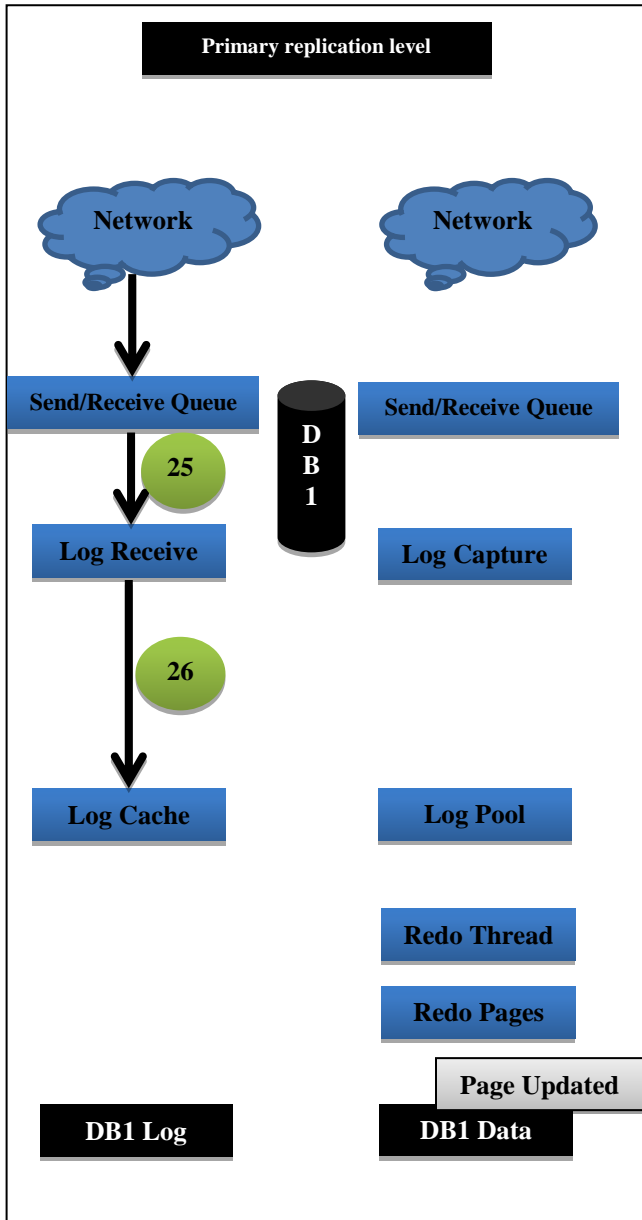 Primary replication level
Network
Network
Send/Receive Queue
D
B
1
Send/Receive Queue
25
Log Receive
Log Capture
26
Log Cache
Log Pool
Redo Thread
Redo Pages
Page Updated
DB1 Log
DB1 Data